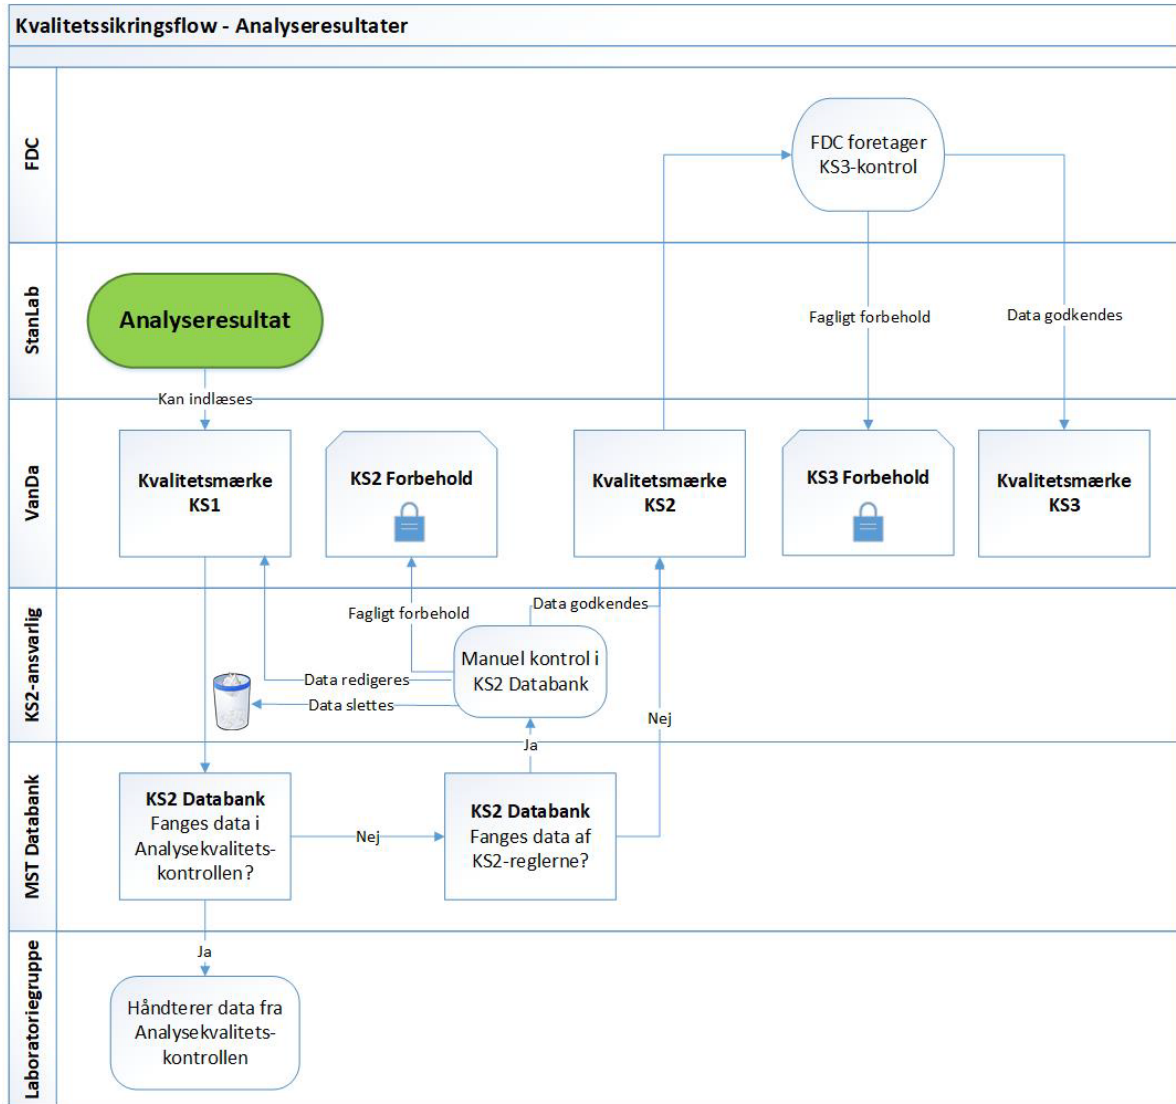 Kvalitetssikringsflow - Analyseresultater
FDC
FDC foretager
KS3-kontrol
StanLab
Analyseresultat
Fagligt forbehold
Data godkendes
Kan indlæses
VanDa
Kvalitetsmærke
KS1
KS2 Forbehold
Kvalitetsmærke
KS2
KS3 Forbehold
Kvalitetsmærke
KS3
KS2-ansvarlig
Data godkendes
Fagligt forbehold
Manuel kontrol i
KS2 Databank
Data redigeres
Data slettes
Nej
Ja
MST Databank
KS2 Databank
Fanges data i
Analysekvalitets-
kontrollen?
Nej
KS2 Databank
Fanges data af
KS2-reglerne?
Laboratoriegruppe
Ja
Håndterer data fra
Analysekvalitets-
kontrollen